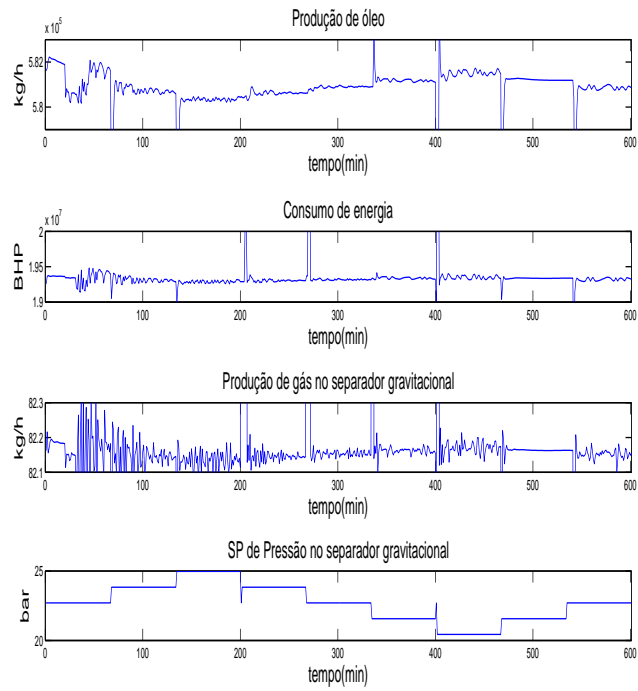 Produção de óleo
x 10^5
5.82
5.8
kg/h
0 100 200 300 400 500 600
tempo(min)
Consumo de energia
x 10^7
2
1.95
1.9
BHP
0 100 200 300 400 500 600
tempo(min)
Produção de gás no separador gravitacional
82.3
82.2
82.1
kg/h
0 100 200 300 400 500 600
tempo(min)
SP de Pressão no separador gravitacional
25
20
bar
0 100 200 300 400 500 600
tempo(min)